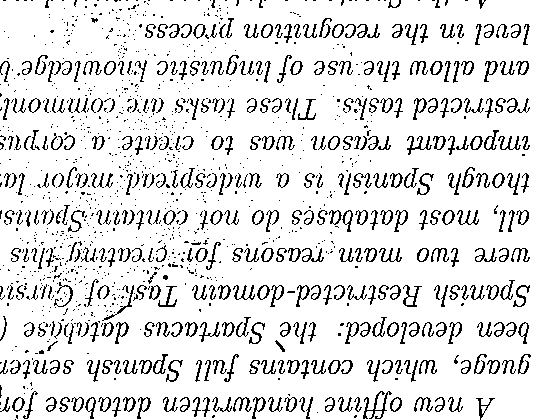 A new offline handwritten database for
guage, which contains full Spanish senten
been developed: the Spartacus database (
Spanish Restricted-domain Task of Cursiv
were two main reasons for creating this
all, most databases do not contain Spanis
though Spanish is a widespread major la
important reason was to create a corpus
restricted tasks. These tasks are commonly
and allow the use of linguistic knowledge b
level in the recognition process.